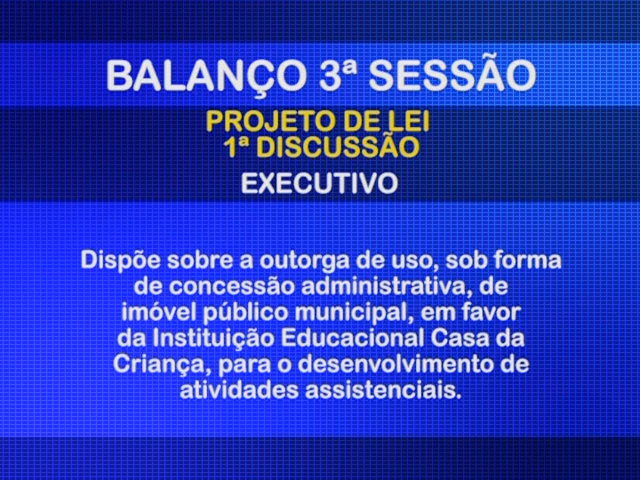 BALANÇO 3ª SESSÃO
PROJETO DE LEI
1ª DISCUSSÃO
EXECUTIVO
Dispõe sobre a outorga de uso, sob forma
de concessão administrativa, de
imóvel público municipal, em favor
da Instituição Educacional Casa da
Criança, para o desenvolvimento de
atividades assistenciais.